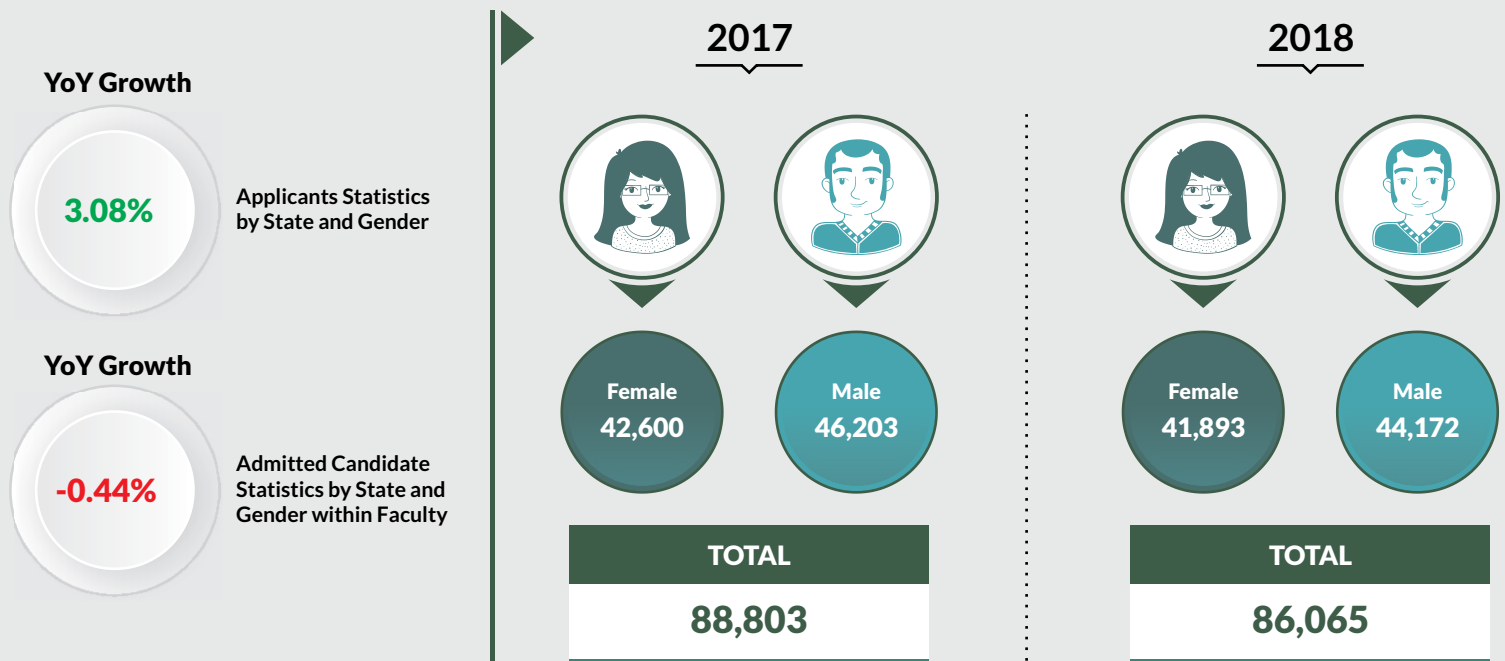 YoY Growth
3.08%
Applicants Statistics
by State and Gender
YoY Growth
-0.44%
Admitted Candidate
Statistics by State and
Gender within Faculty
2017
Female
42,600
Male
46,203
TOTAL
88,803
2018
Female
41,893
Male
44,172
TOTAL
86,065